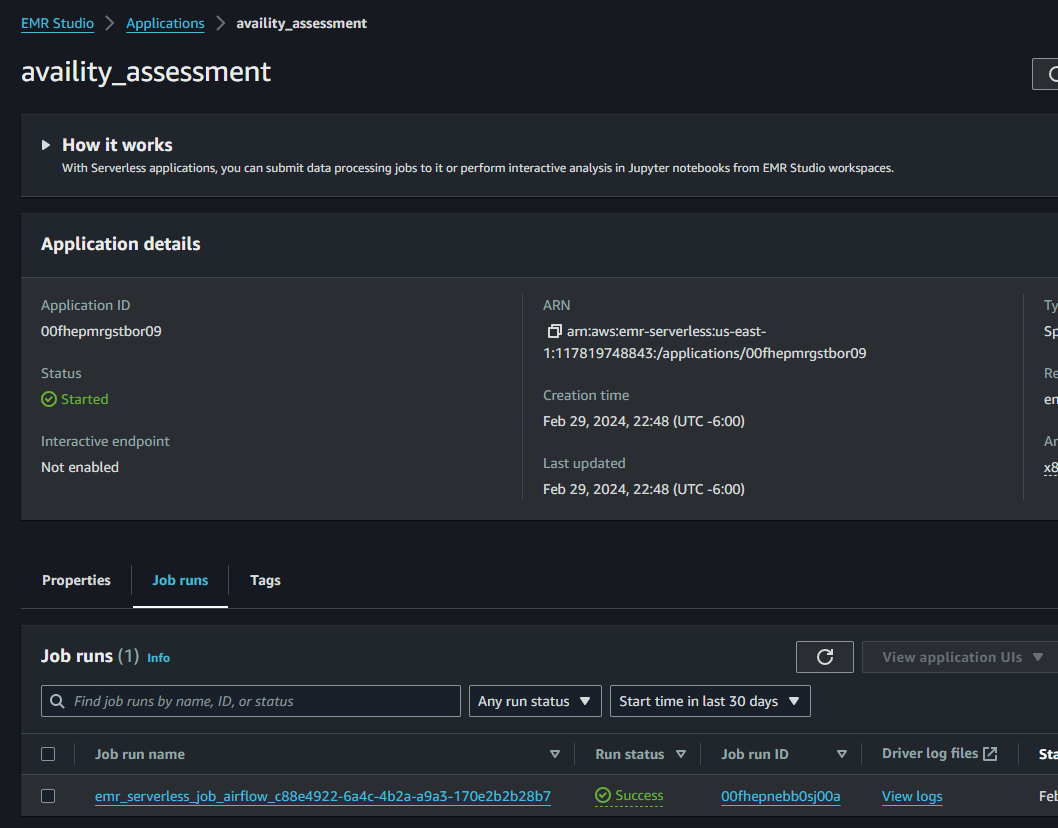 EMR Studio > Applications > availity_assessment
availity_assessment
How it works
With Serverless applications, you can submit data processing jobs to it or perform interactive analysis in Jupyter notebooks from EMR Studio workspaces.
Application details
Application ID
00fhepmrgstbor09
Status
Started
Interactive endpoint
Not enabled
ARN
arn:aws:emr-serverless:us-east-
1:117819748843:/applications/00fhepmrgstbor09
Creation time
Feb 29, 2024, 22:48 (UTC -6:00)
Last updated
Feb 29, 2024, 22:48 (UTC -6:00)
Ty
Sp
Re
em
Ar
x8
Properties Job runs Tags
Job runs (1) Info
View application UIs
Find job runs by name, ID, or status
Any run status
Start time in last 30 days
Job run name Run status Job run ID Driver log files Sta
emr_serverless_job_airflow_c88e4922-6a4c-4b2a-a9a3-170e2b2b28b7 Success 00fhepnebb0sj00a View logs Feb